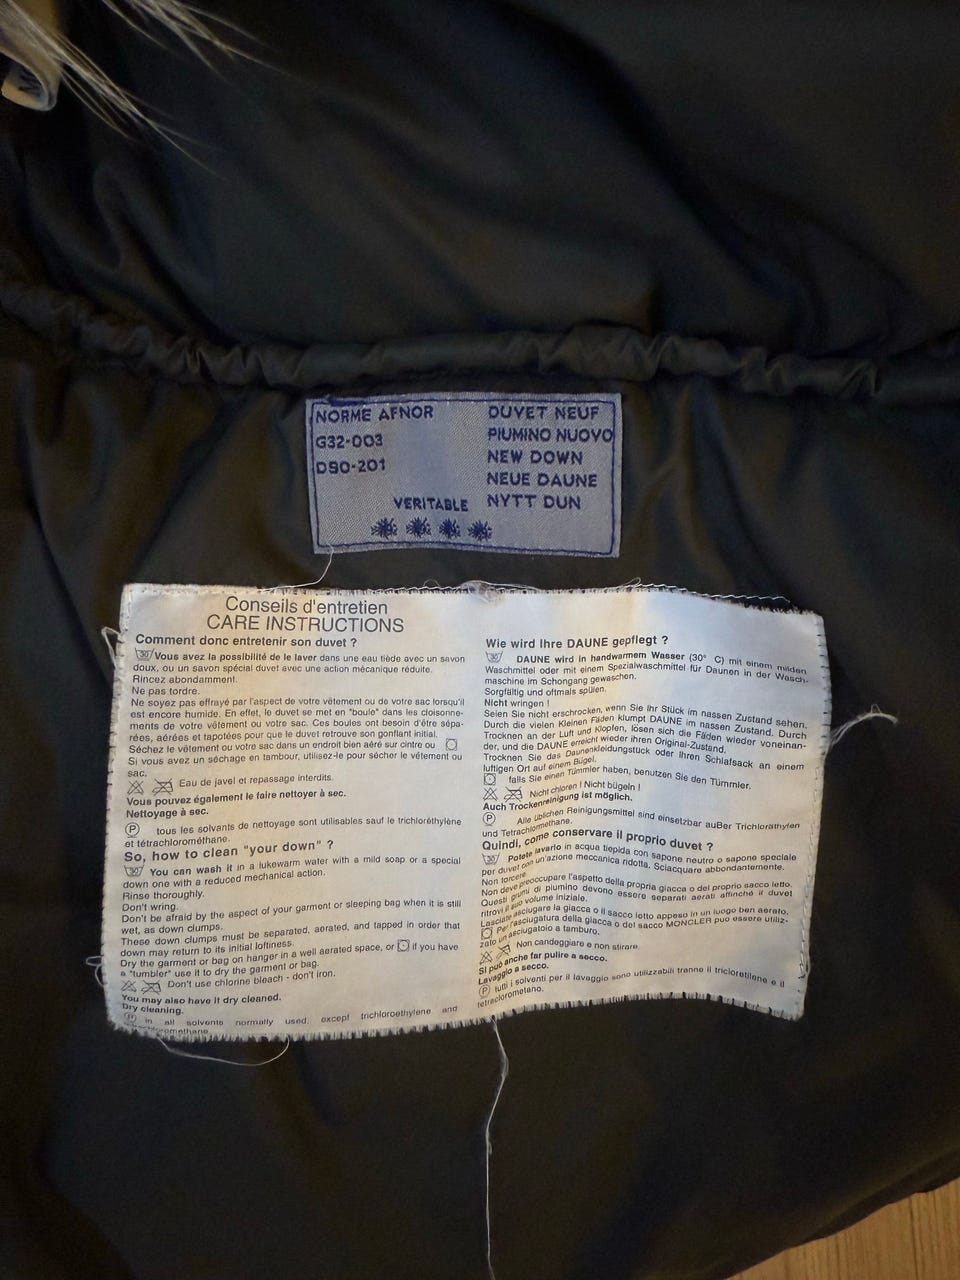 NORME AFNOR
G32-003
D90-201
VERITABLE
DUVET NEUF
PIUMINO NUOVO
NEW DOWN
NEUE DAUNE
NYTT DUN
Conseils d'entretien
CARE INSTRUCTIONS
Comment donc entretenir son duvet ?
30 Vous avez la possibilité de le laver dans une eau tiède avec un savon
doux, ou un savon spécial duvet avec une action mécanique réduite.
Rincez abondamment.
Ne pas tordre.
Ne soyez pas effrayé par l'aspect de votre vêtement ou de votre sac lorsqu'il
est encore humide. En effet, le duvet se met en "boule" dans les cloisonne-
ments de votre vêtement ou votre sac. Ces boules ont besoin d'être sépa-
rées, aérées et tapotées pour que le duvet retrouve son gonflant initial.
Séchez le vêtement ou votre sac dans un endroit bien aéré sur cintre ou
Si vous avez un séchage en tambour, utilisez-le pour sécher le vêtement ou
sac.
Eau de javel et repassage interdits.
Vous pouvez également le faire nettoyer à sec.
Nettoyage à sec.
P tous les solvants de nettoyage sont utilisables sauf le trichloréthylène
et tétrachlorométhane.
So, how to clean "your down" ?
30 You can wash it in a lukewarm water with a mild soap or a special
down one with a reduced mechanical action.
Rinse thoroughly.
Don't wring.
Don't be afraid by the aspect of your garment or sleeping bag when it is still
wet, as down clumps.
These down clumps must be separated, aerated, and tapped in order that
down may return to its initial loftiness.
Dry the garment or bag on hanger in a well aerated space, or if you have
a "tumbler" use it to dry the garment or bag.
Don't use chlorine bleach - don't iron.
You may also have it dry cleaned.
Dry cleaning.
P in all solvents normally used, except trichloroethylene and
Wie wird Ihre DAUNE gepflegt ?
30 DAUNE wird in handwarmem Wasser (30° C) mit einem milden
Waschmittel oder mit einem Spezialwaschmittel für Daunen in der Wasch-
maschine im Schongang gewaschen.
Sorgfältig und oftmals spülen.
Nicht wringen !
Seien Sie nicht erschrocken, wenn Sie Ihr Stück im nassen Zustand sehen.
Durch die vielen Kleinen Fäden klumpt DAUNE im nassen Zustand. Durch
Trocknen an der Luft und Klopfen, lösen sich die Fäden wieder voneinan-
der, und die DAUNE erreicht wieder ihren Original-Zustand.
Trocknen Sie das Daunenkleidungstück oder Ihren Schlafsack an einem
luftigen Ort auf einem Bügel.
falls Sie einen Tümmler haben, benutzen Sie den Tümmler.
Nicht chloren ! Nicht bügeln !
Auch Trockenreinigung ist möglich.
P Alle üblichen Reinigungsmittel sind einsetzbar außer Trichloräthylen
und Tetrachlormethane.
Quindi, come conservare il proprio duvet ?
30 Potete lavarlo in acqua tiepida con sapone neutro o sapone speciale
per duvet con un'azione meccanica ridotta. Sciacquare abbondantemente.
Non torcere.
Non deve preoccupare l'aspetto della propria giacca o del proprio sacco letto.
Questi grumi di piumino devono essere separati aerati affinché il duvet
ritrovi il suo volume iniziale.
Lasciate asciugare la giacca o il sacco letto appeso in un luogo ben aerato.
Per l'asciugatura della giacca o del sacco MONCLER può essere utiliz-
zato un asciugatoio a tamburo.
Non candeggiare e non stirare.
Si può anche far pulire a secco.
Lavaggio a secco.
P tutti i solventi per il lavaggio sono utilizzabili tranne il tricloretilene e il
tetraclorometano.